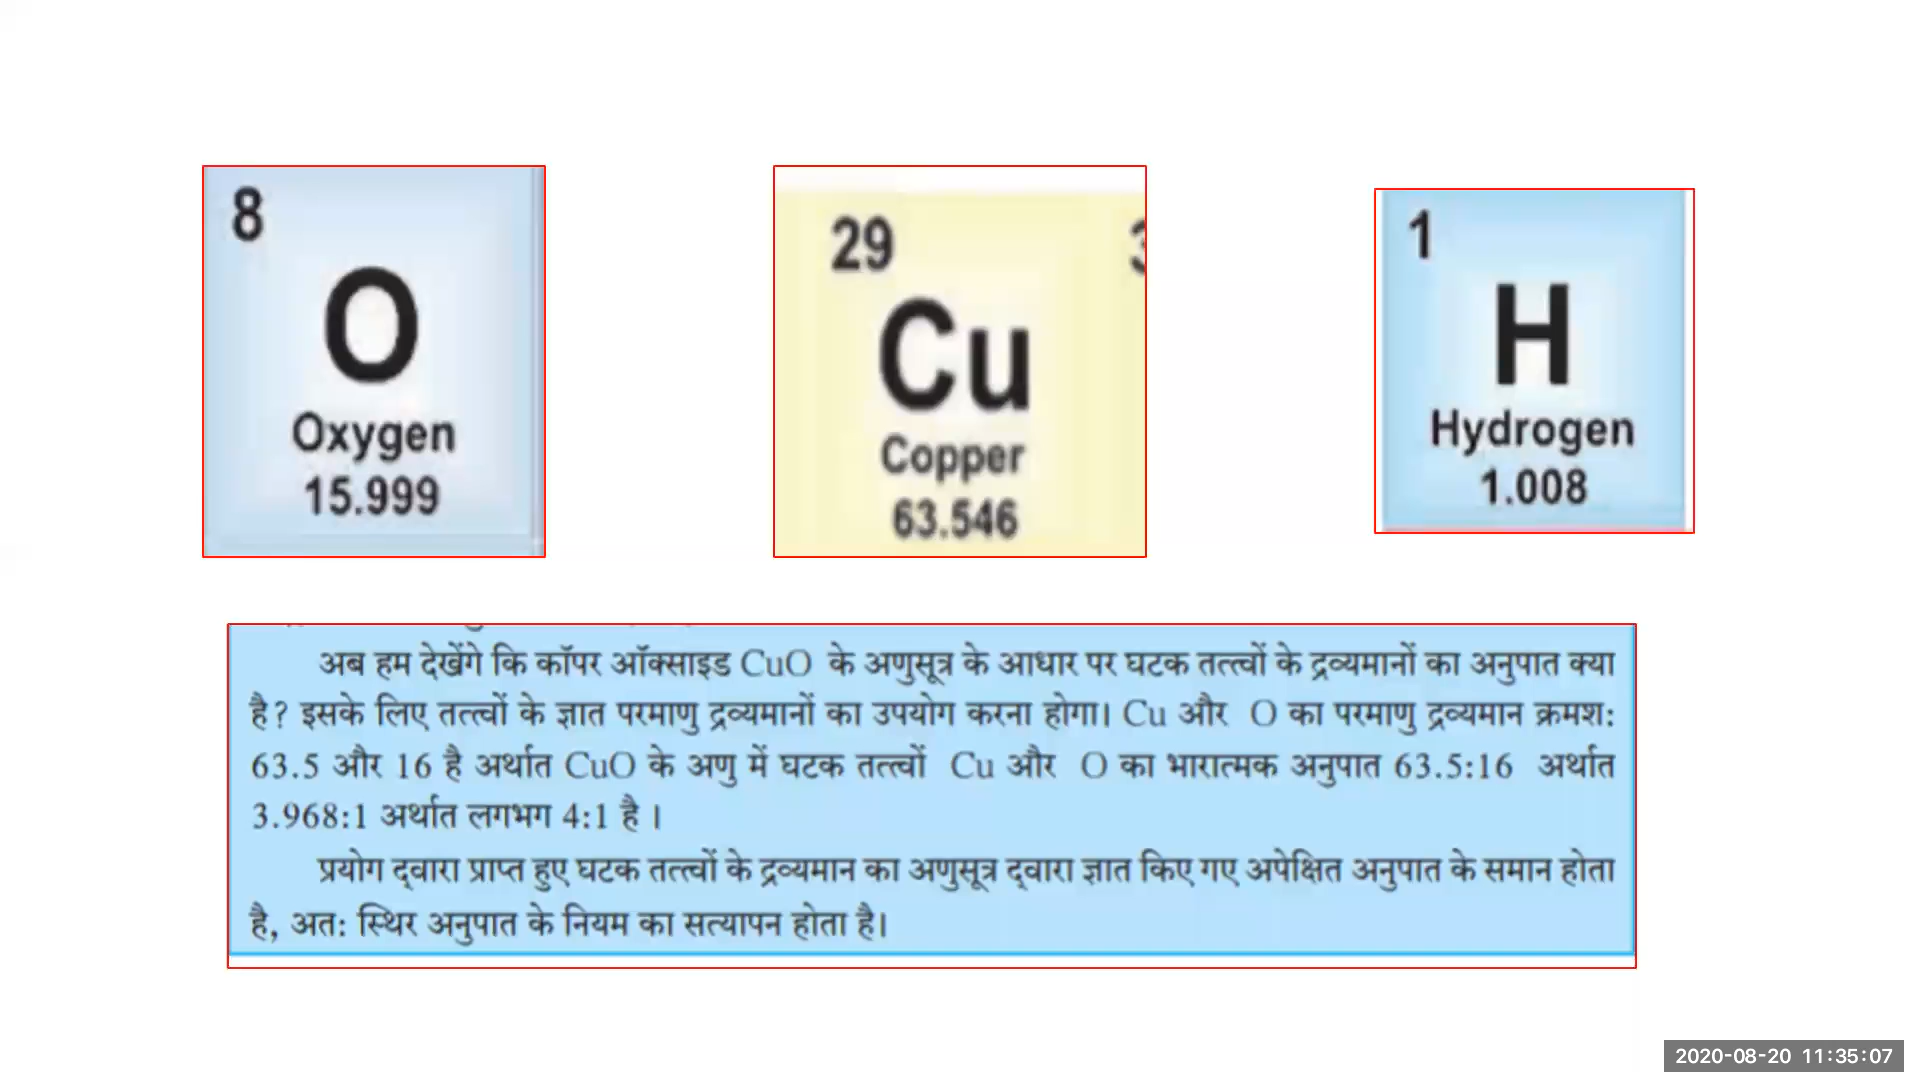 8
O
Oxygen
15.999
29
Cu
Copper
63.546
1
H
Hydrogen
1.008
अब हम देखेंगे कि कॉपर ऑक्साइड CuO के अणुसूत्र के आधार पर घटक तत्त्वों के द्रव्यमानों का अनुपात क्या
है? इसके लिए तत्त्वों के ज्ञात परमाणु द्रव्यमानों का उपयोग करना होगा। Cu और O का परमाणु द्रव्यमान क्रमश:
63.5 और 16 है अर्थात CuO के अणु में घटक तत्त्वों Cu और O का भारात्मक अनुपात 63.5:16 अर्थात
3.968:1 अर्थात लगभग 4:1 है ।
प्रयोग द्वारा प्राप्त हुए घटक तत्त्वों के द्रव्यमान का अणुसूत्र द्वारा ज्ञात किए गए अपेक्षित अनुपात के समान होता
है, अत: स्थिर अनुपात के नियम का सत्यापन होता है।
2020-08-20 11:35:07